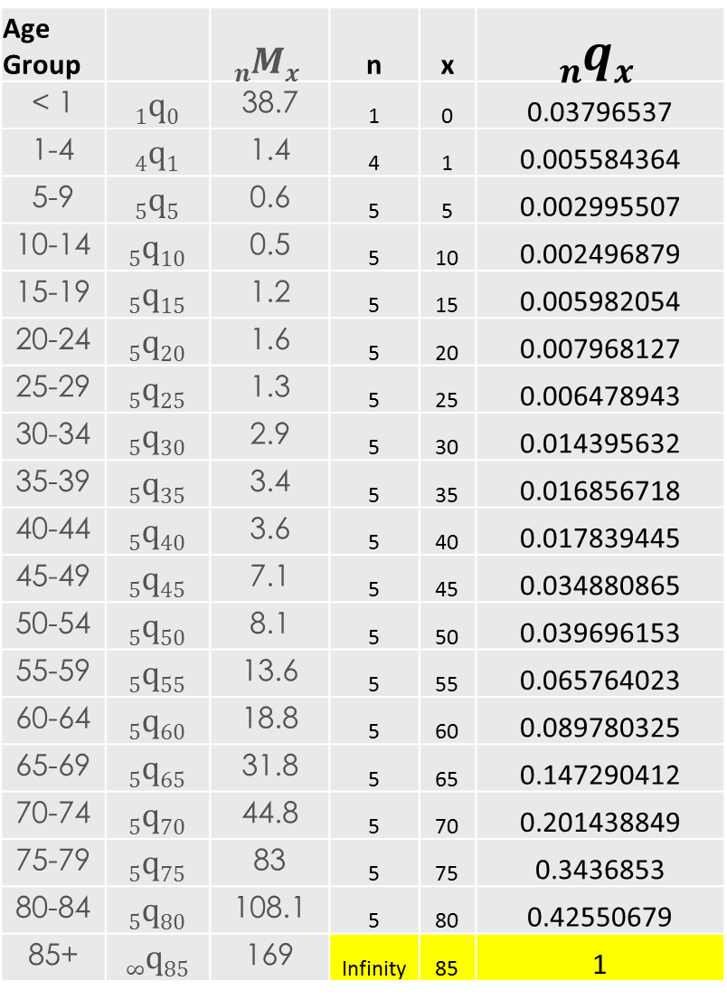 Age Group ₙMₓ n x ₙqₓ
< 1 ₁q₀ 38.7 1 0 0.03796537
1-4 ₄q₁ 1.4 4 1 0.005584364
5-9 ₅q₅ 0.6 5 5 0.002995507
10-14 ₅q₁₀ 0.5 5 10 0.002496879
15-19 ₅q₁₅ 1.2 5 15 0.005982054
20-24 ₅q₂₀ 1.6 5 20 0.007968127
25-29 ₅q₂₅ 1.3 5 25 0.006478943
30-34 ₅q₃₀ 2.9 5 30 0.014395632
35-39 ₅q₃₅ 3.4 5 35 0.016856718
40-44 ₅q₄₀ 3.6 5 40 0.017839445
45-49 ₅q₄₅ 7.1 5 45 0.034880865
50-54 ₅q₅₀ 8.1 5 50 0.039696153
55-59 ₅q₅₅ 13.6 5 55 0.065764023
60-64 ₅q₆₀ 18.8 5 60 0.089780325
65-69 ₅q₆₅ 31.8 5 65 0.147290412
70-74 ₅q₇₀ 44.8 5 70 0.201438849
75-79 ₅q₇₅ 83 5 75 0.3436853
80-84 ₅q₈₀ 108.1 5 80 0.42550679
85+ ∞q₈₅ 169 Infinity 85 1